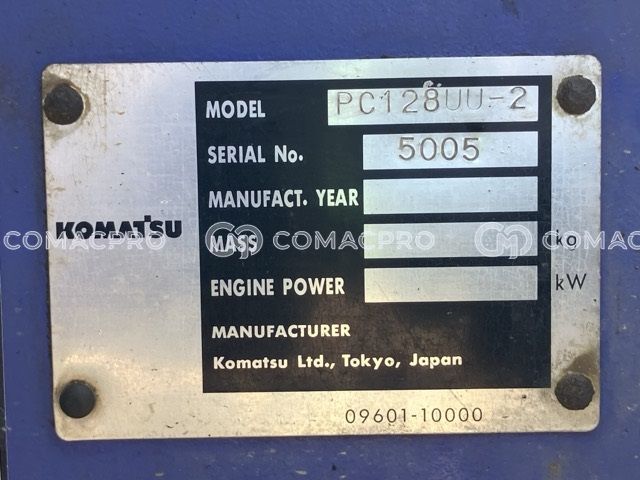 MODEL PC128UU-2
SERIAL No. 5005
MANUFACT. YEAR
KOMATSU
MASS kg
ENGINE POWER kW
MANUFACTURER
Komatsu Ltd., Tokyo, Japan
09601-10000
COMACPRO COMACPRO COMACPRO